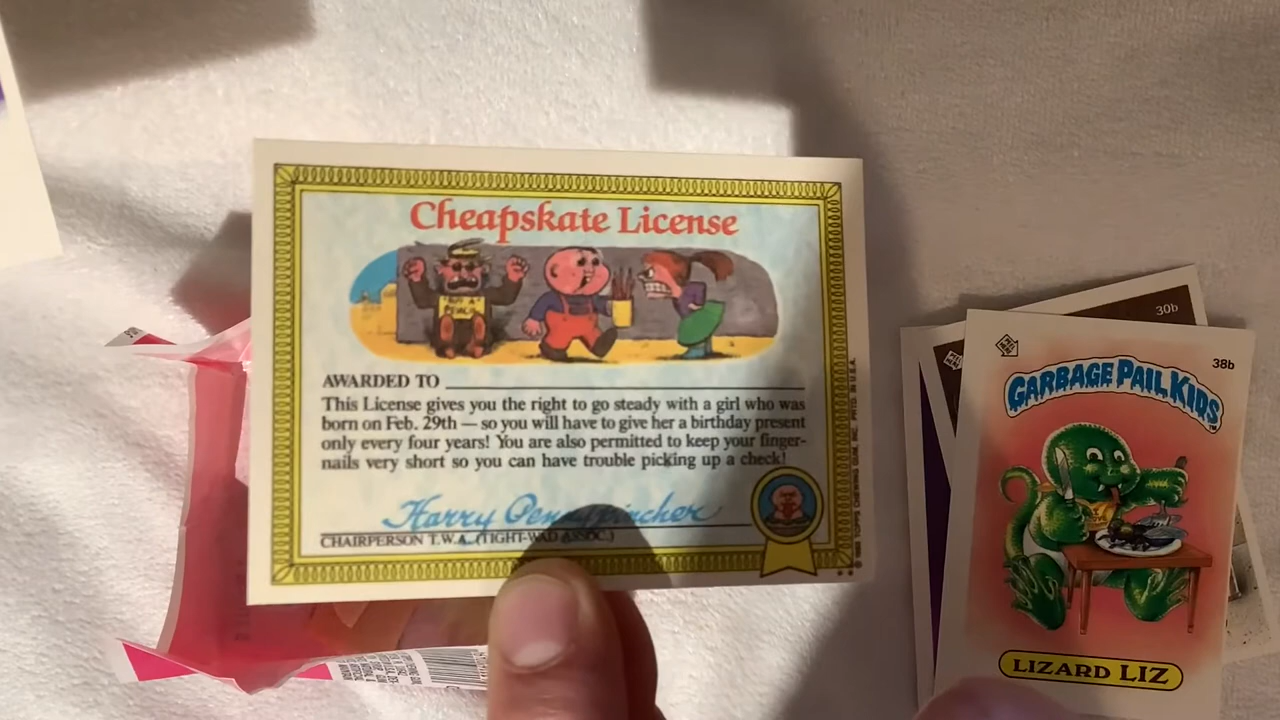 Cheapskate License
AWARDED TO
This License gives you the right to go steady with a girl who was
born on Feb. 29th — so you will have to give her a birthday present
only every four years! You are also permitted to keep your finger-
nails very short so you can have trouble picking up a check!
Harry Pennypincher
CHAIRPERSON T.W.A. (TIGHT-WAD ASSOC.)
30b
38b
GARBAGE PAIL KIDS
TM
LIZARD LIZ